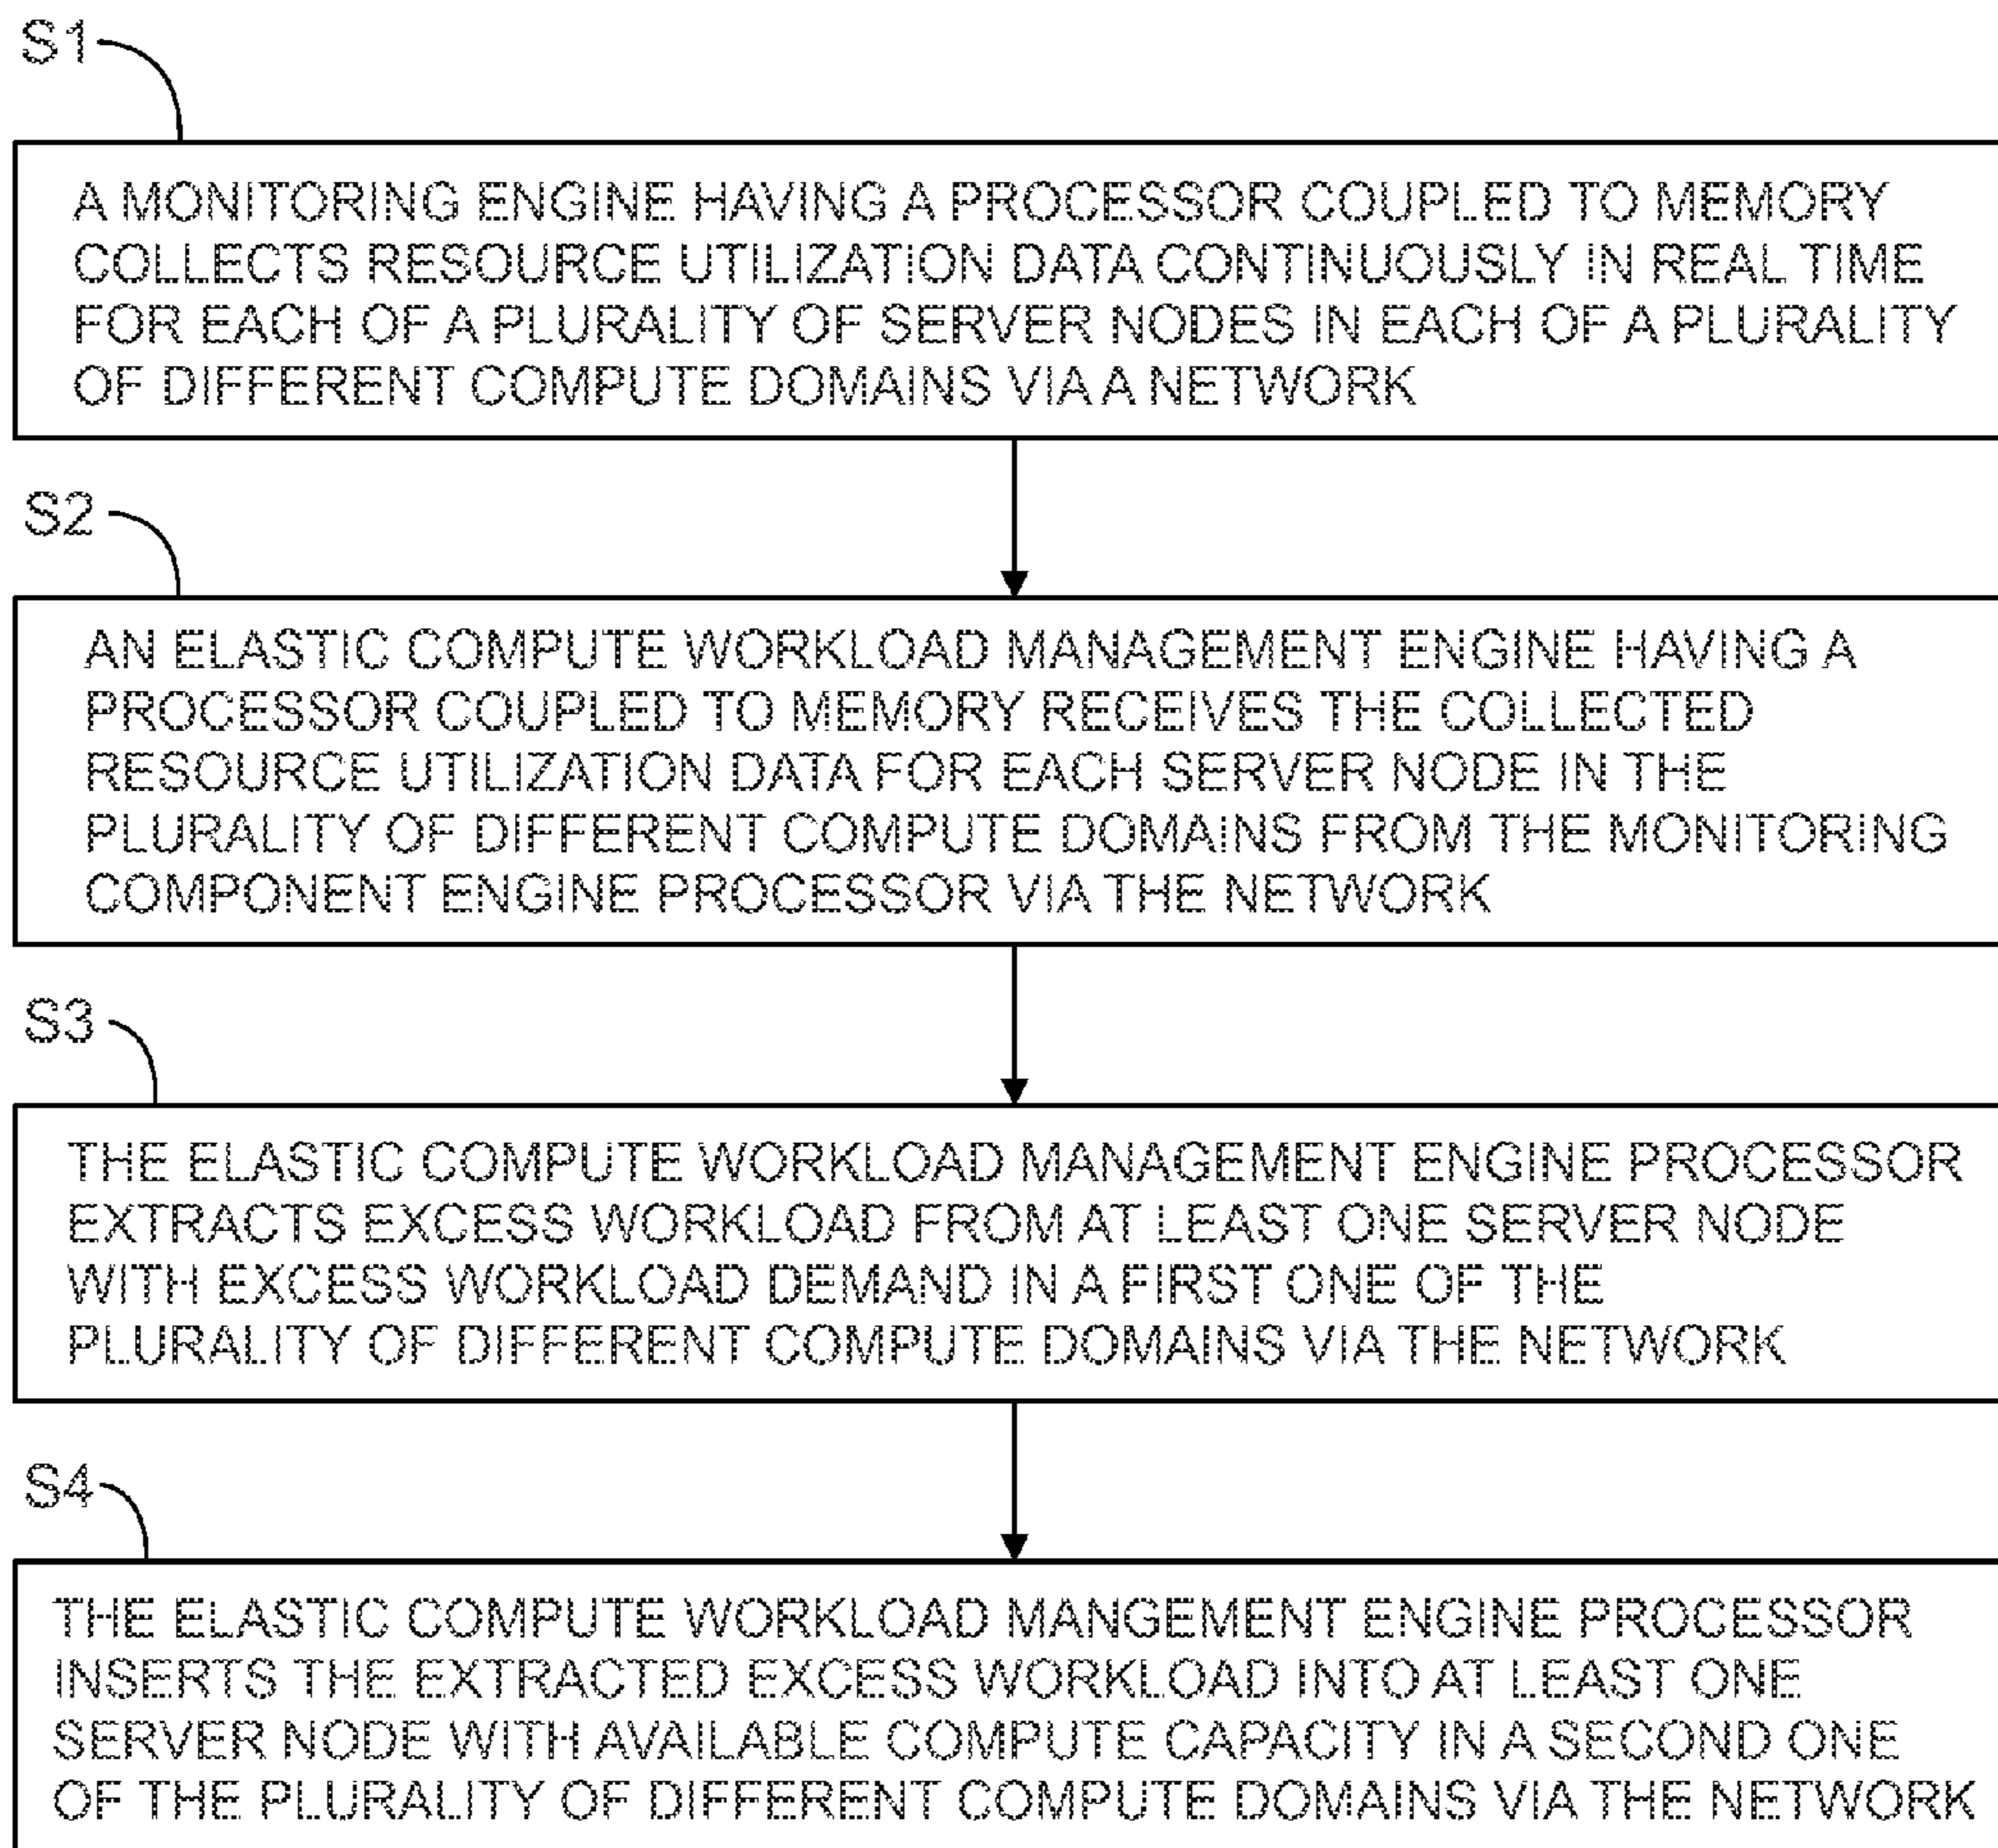 S1
A MONITORING ENGINE HAVING A PROCESSOR COUPLED TO MEMORY
COLLECTS RESOURCE UTILIZATION DATA CONTINUOUSLY IN REAL TIME
FOR EACH OF A PLURALITY OF SERVER NODES IN EACH OF A PLURALITY
OF DIFFERENT COMPUTE DOMAINS VIA A NETWORK
S2
AN ELASTIC COMPUTE WORKLOAD MANAGEMENT ENGINE HAVING A
PROCESSOR COUPLED TO MEMORY RECEIVES THE COLLECTED
RESOURCE UTILIZATION DATA FOR EACH SERVER NODE IN THE
PLURALITY OF DIFFERENT COMPUTE DOMAINS FROM THE MONITORING
COMPONENT ENGINE PROCESSOR VIA THE NETWORK
S3
THE ELASTIC COMPUTE WORKLOAD MANAGEMENT ENGINE PROCESSOR
EXTRACTS EXCESS WORKLOAD FROM AT LEAST ONE SERVER NODE
WITH EXCESS WORKLOAD DEMAND IN A FIRST ONE OF THE
PLURALITY OF DIFFERENT COMPUTE DOMAINS VIA THE NETWORK
S4
THE ELASTIC COMPUTE WORKLOAD MANGEMENT ENGINE PROCESSOR
INSERTS THE EXTRACTED EXCESS WORKLOAD INTO AT LEAST ONE
SERVER NODE WITH AVAILABLE COMPUTE CAPACITY IN A SECOND ONE
OF THE PLURALITY OF DIFFERENT COMPUTE DOMAINS VIA THE NETWORK